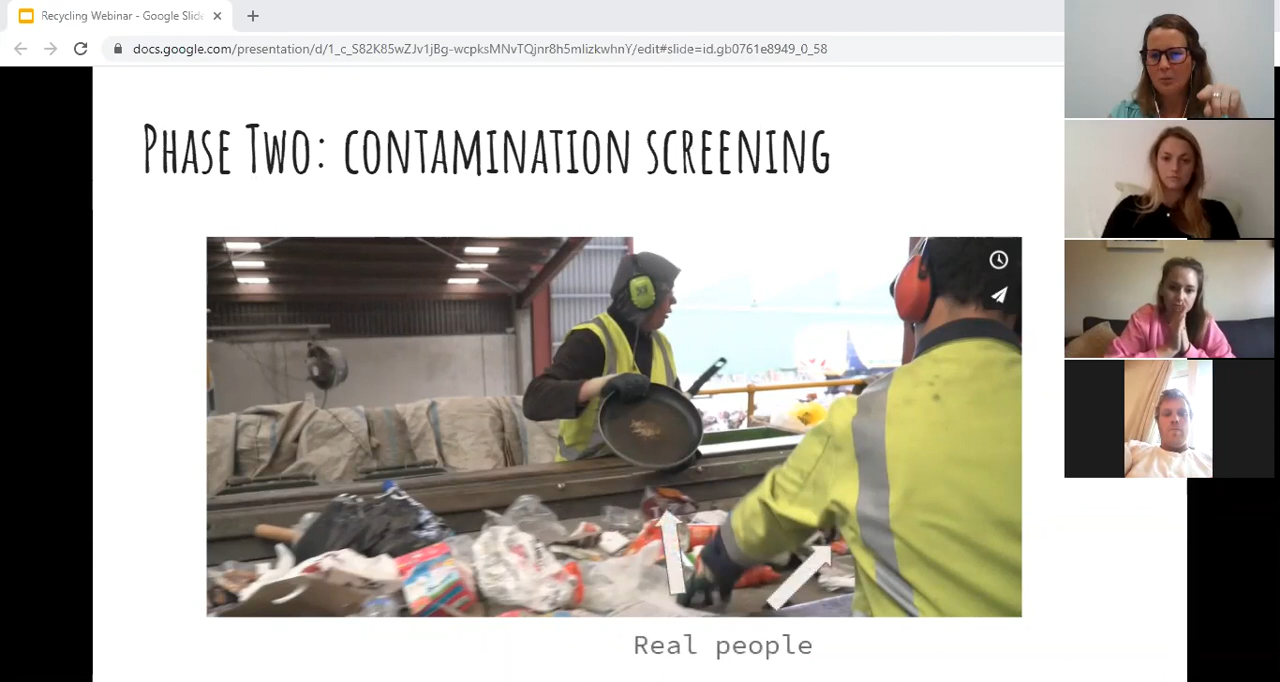 Recycling Webinar - Google Slide
docs.google.com/presentation/d/1_c_S82K85wZJv1jBg-wcpksMNvTQjnr8h5mlizkwhnY/edit#slide=id.gb0761e8949_0_58
Phase Two: contamination screening
Real people